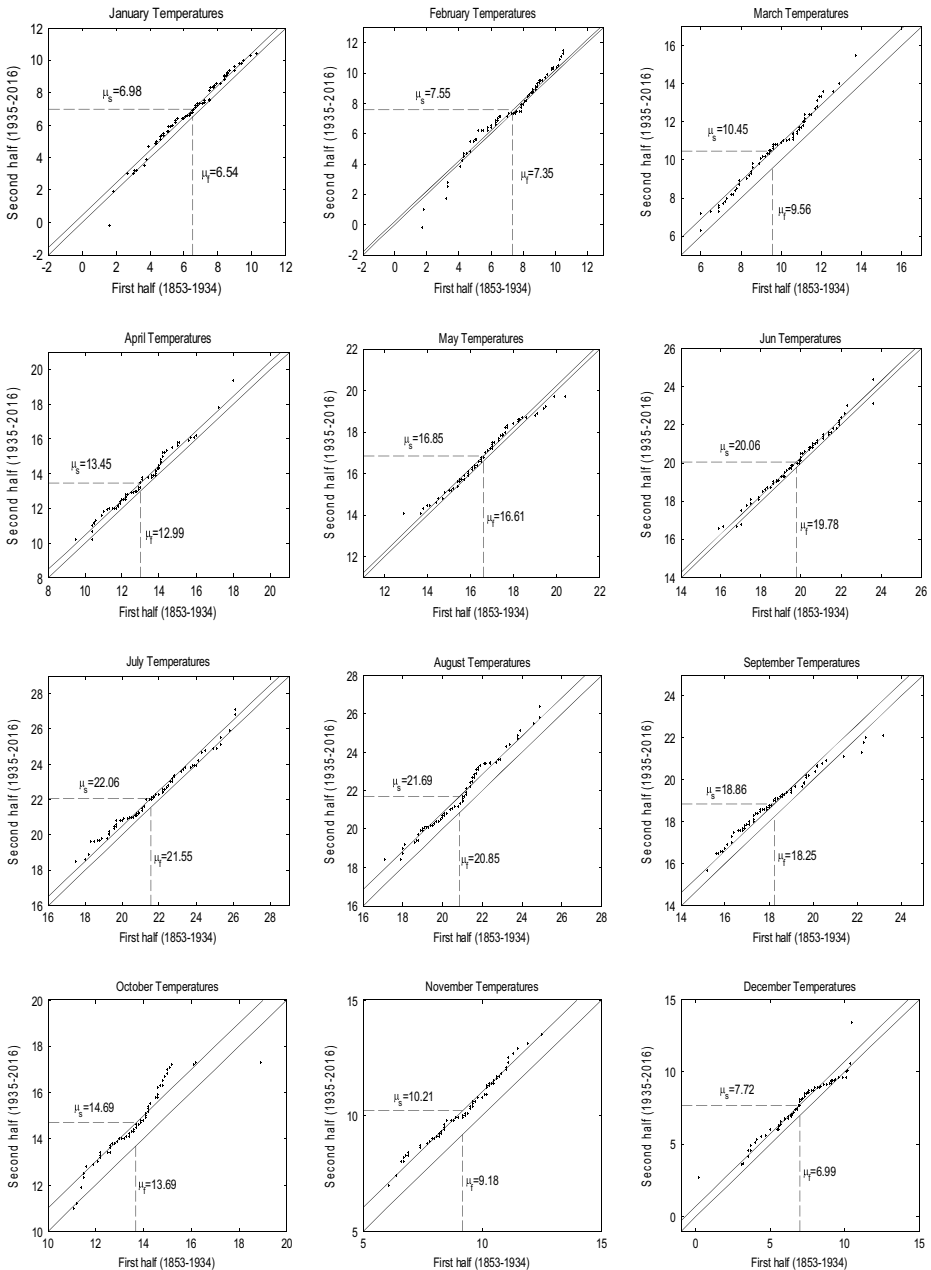 January Temperatures
Second half (1935-2016)
12
10
8
6
4
2
0
-2
μs=6.98
μf=6.54
-2 0 2 4 6 8 10 12
First half (1853-1934)
February Temperatures
Second half (1935-2016)
12
10
8
6
4
2
0
-2
μs=7.55
μf=7.35
-2 0 2 4 6 8 10 12
First half (1853-1934)
March Temperatures
Second half (1935-2016)
16
14
12
10
8
6
μs=10.45
μf=9.56
6 8 10 12 14 16
First half (1853-1934)
April Temperatures
Second half (1935-2016)
20
18
16
14
12
10
8
μs=13.45
μf=12.99
8 10 12 14 16 18 20
First half (1853-1934)
May Temperatures
Second half (1935-2016)
22
20
18
16
14
12
μs=16.85
μf=16.61
12 14 16 18 20 22
First half (1853-1934)
Jun Temperatures
Second half (1935-2016)
26
24
22
20
18
16
14
μs=20.06
μf=19.78
14 16 18 20 22 24 26
First half (1853-1934)
July Temperatures
Second half (1935-2016)
28
26
24
22
20
18
16
μs=22.06
μf=21.55
16 18 20 22 24 26 28
First half (1853-1934)
August Temperatures
Second half (1935-2016)
28
26
24
22
20
18
16
μs=21.69
μf=20.85
16 18 20 22 24 26 28
First half (1853-1934)
September Temperatures
Second half (1935-2016)
24
22
20
18
16
14
μs=18.86
μf=18.25
14 16 18 20 22 24
First half (1853-1934)
October Temperatures
Second half (1935-2016)
20
18
16
14
12
10
μs=14.69
μf=13.69
10 12 14 16 18 20
First half (1853-1934)
November Temperatures
Second half (1935-2016)
15
10
5
μs=10.21
μf=9.18
5 10 15
First half (1853-1934)
December Temperatures
Second half (1935-2016)
15
10
5
0
μs=7.72
μf=6.99
0 5 10 15
First half (1853-1934)